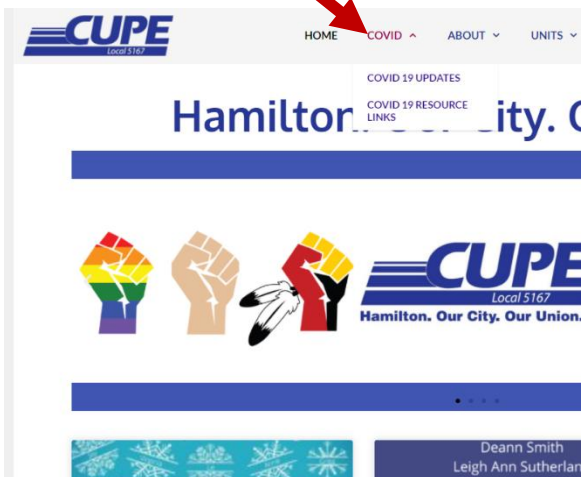 CUPE
Local 5167
HOME COVID ABOUT UNITS
COVID 19 UPDATES
COVID 19 RESOURCE
LINKS
Hamilton. ity.
CUPE
Local 5167
Hamilton. Our City. Our Union.
Deann Smith
Leigh Ann Sutherlan